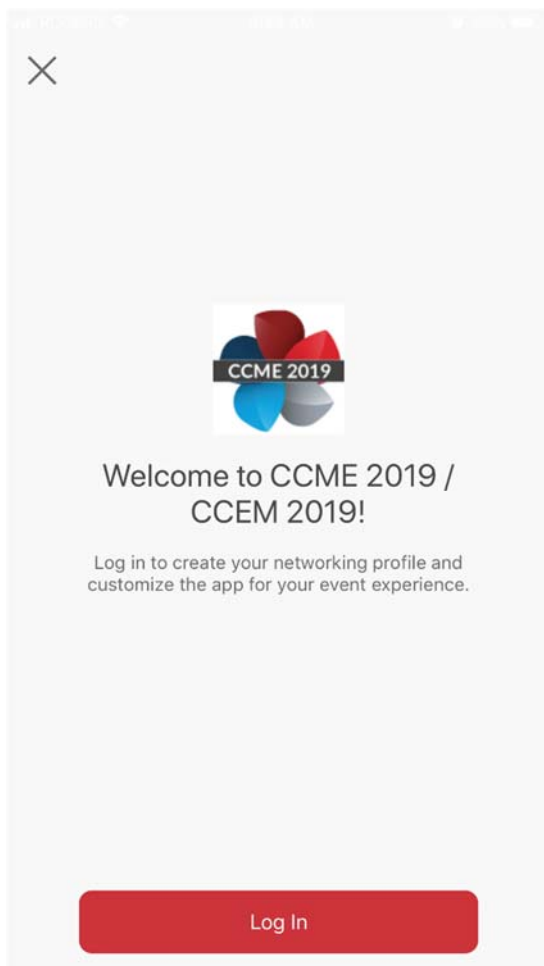 CCME 2019
Welcome to CCME 2019 /
CCEM 2019!
Log in to create your networking profile and
customize the app for your event experience.
Log In